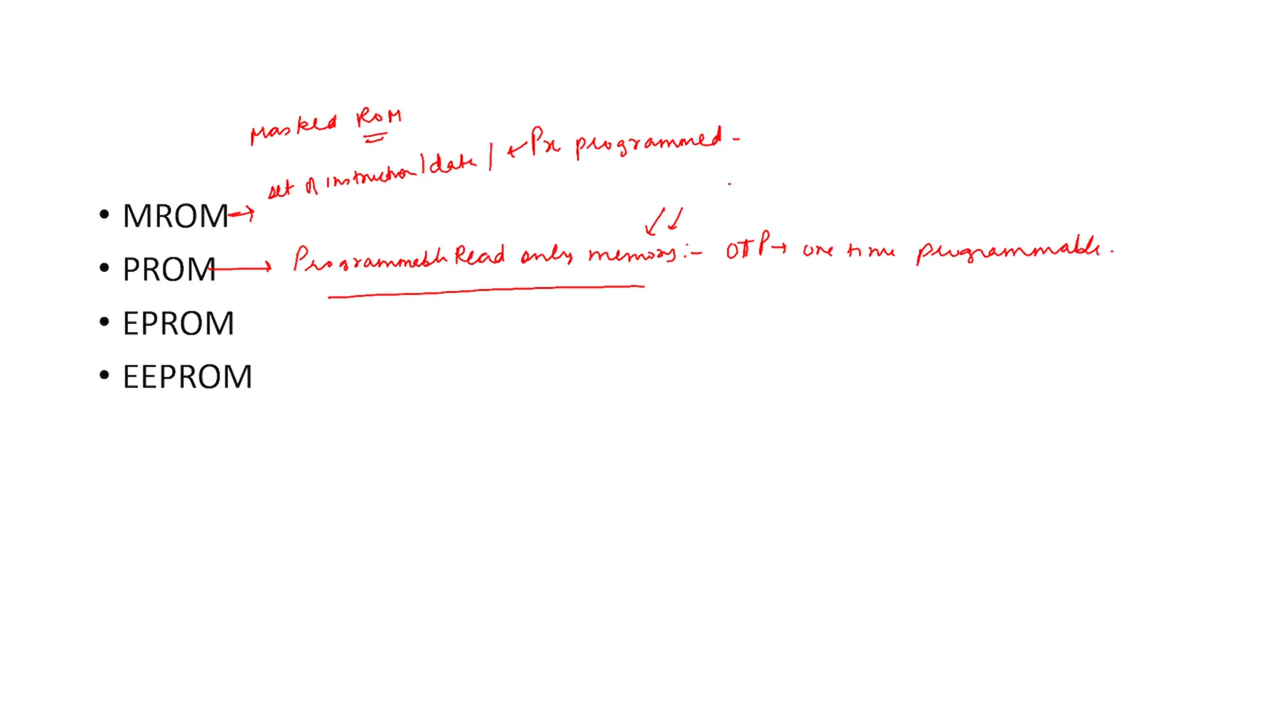 Masked ROM
set of instruction/data / ← Pre programmed -
• MROM →
• PROM → Programmable Read only memory :- OTP → one time programmable.
• EPROM
• EEPROM